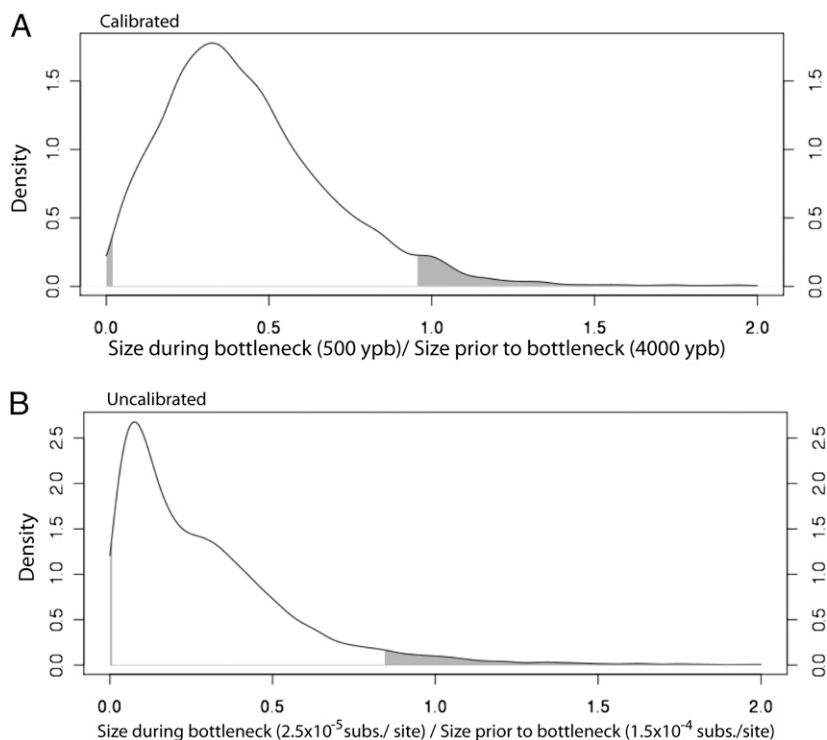 A
Calibrated
Density
0.0 0.5 1.0 1.5
0.0 0.5 1.0 1.5
0.0 0.5 1.0 1.5 2.0
Size during bottleneck (500 ypb)/ Size prior to bottleneck (4000 ypb)
B
Uncalibrated
Density
0.0 0.5 1.0 1.5 2.0 2.5
0.0 0.5 1.0 1.5 2.0 2.5
0.0 0.5 1.0 1.5 2.0
Size during bottleneck (2.5x10⁻⁵ subs./ site) / Size prior to bottleneck (1.5x10⁻⁴ subs./site)